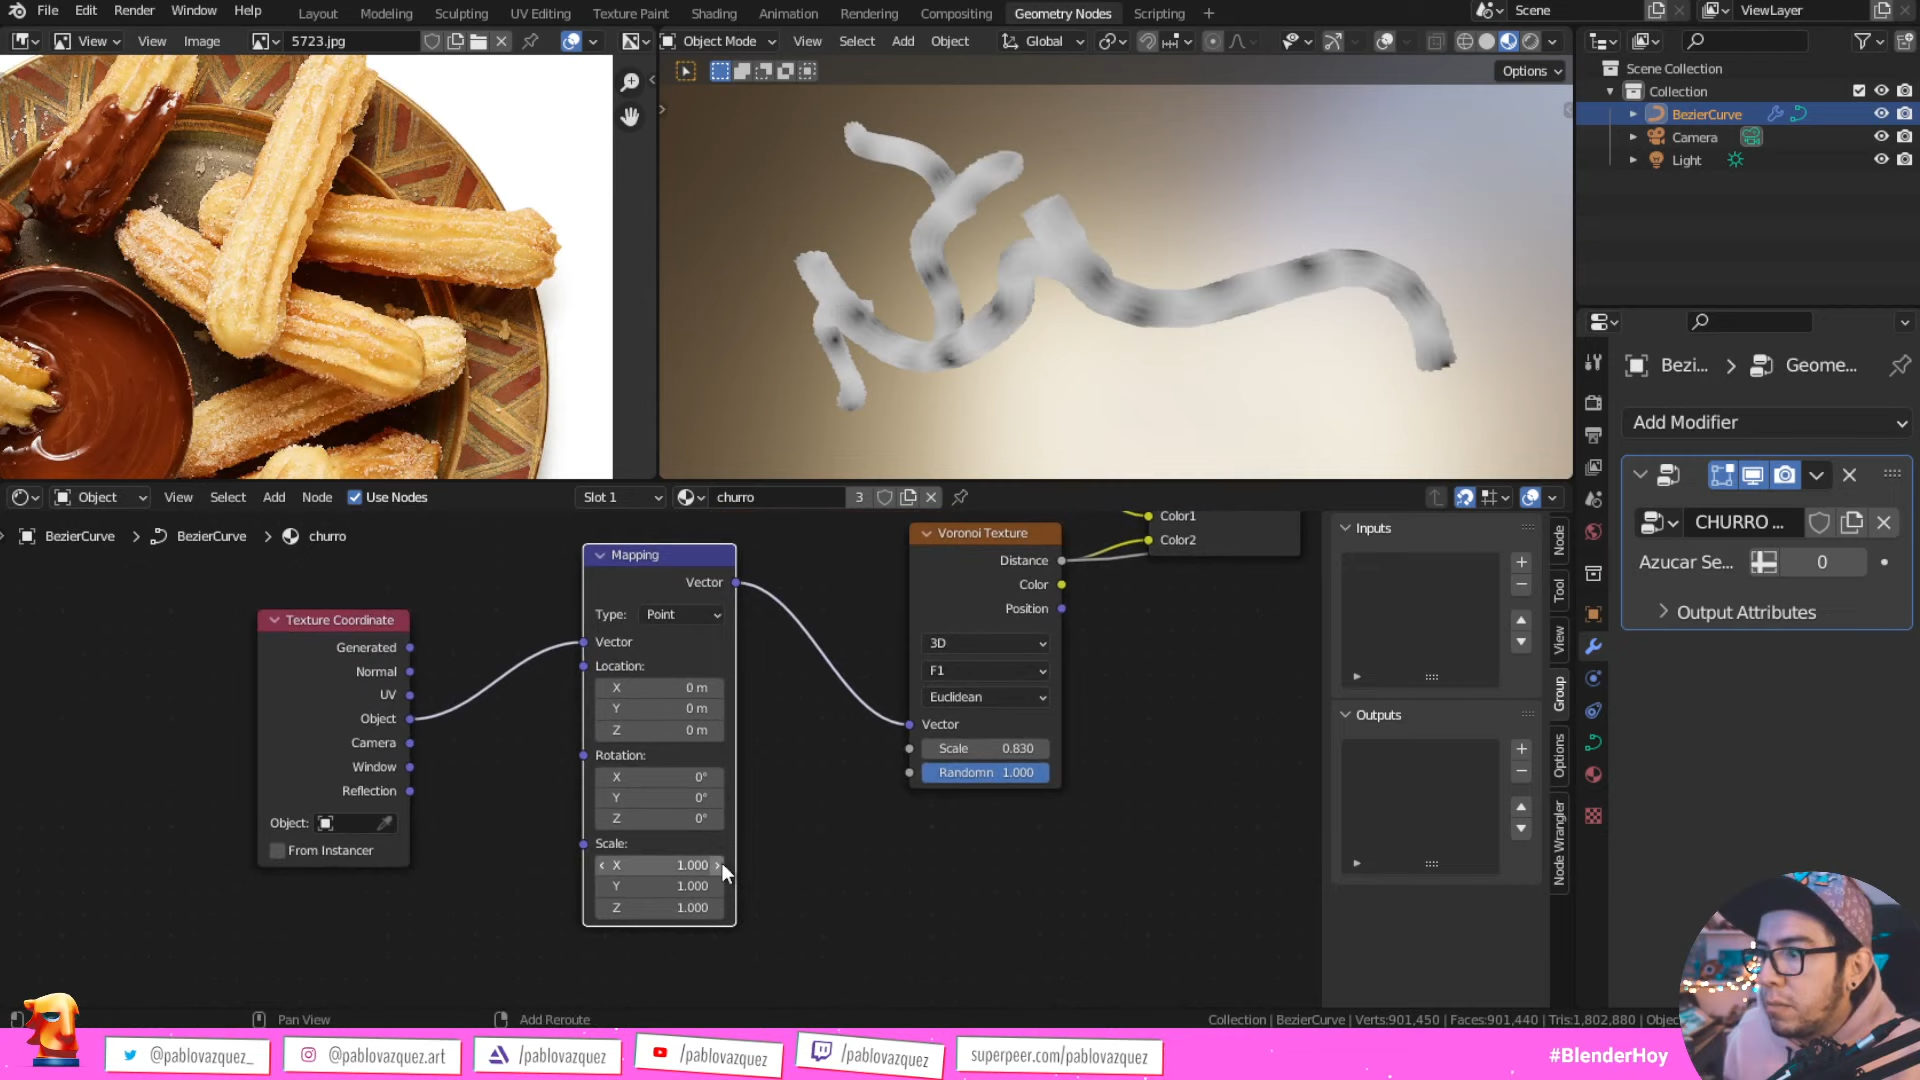 File Edit Render Window Help Layout Modeling Sculpting UV Editing Texture Paint Shading Animation Rendering Compositing Geometry Nodes Scripting + Scene ViewLayer
View View Image 5723.jpg Object Mode View Select Add Object Global
Options
Scene Collection
Collection
BezierCurve
Camera
Light
Bezi... Geome...
Add Modifier
CHURRO ...
Azucar Se... 0
Output Attributes
Object View Select Add Node Use Nodes Slot 1 churro 3
BezierCurve BezierCurve churro
Texture Coordinate
Generated
Normal
UV
Object
Camera
Window
Reflection
Object:
From Instancer
Mapping
Vector
Type: Point
Vector
Location:
X 0 m
Y 0 m
Z 0 m
Rotation:
X 0°
Y 0°
Z 0°
Scale:
X 1.000
Y 1.000
Z 1.000
Voronoi Texture
Distance
Color
Position
3D
F1
Euclidean
Vector
Scale 0.830
Randomn 1.000
Color1
Color2
Inputs
Outputs
Node
Tool
View
Group
Options
Node Wrangler
Pan View Add Reroute Collection | BezierCurve | Verts:901,450 | Faces:901,440 | Tris:1,802,880 | Objec
@pablovazquez_ @pablovazquez.art /pablovazquez /pablovazquez /pablovazquez superpeer.com/pablovazquez #BlenderHoy